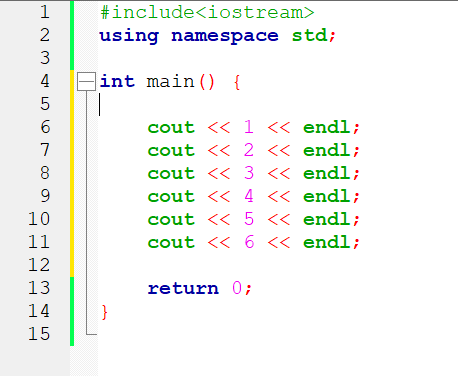 1 #include<iostream>
2 using namespace std;
3
4 int main() {
5
6 cout << 1 << endl;
7 cout << 2 << endl;
8 cout << 3 << endl;
9 cout << 4 << endl;
10 cout << 5 << endl;
11 cout << 6 << endl;
12
13 return 0;
14 }
15